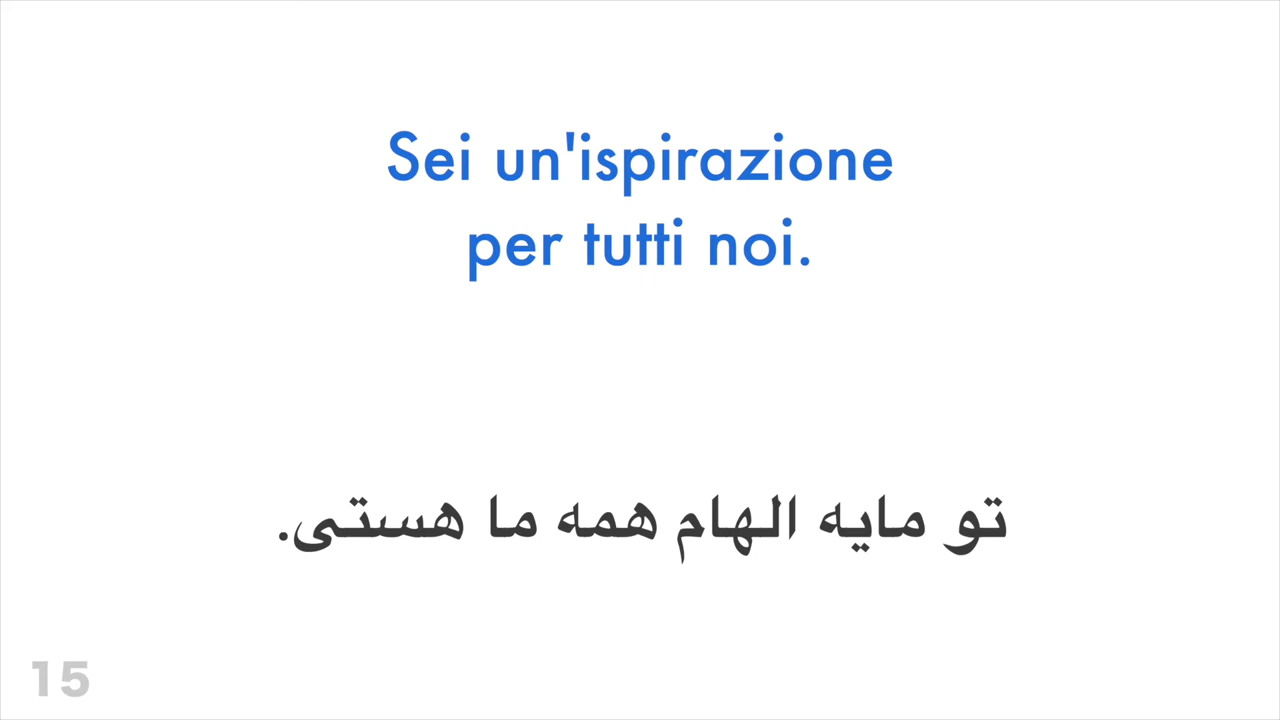 Sei un'ispirazione
per tutti noi.
تو مایه الهام همه ما هستی.
15